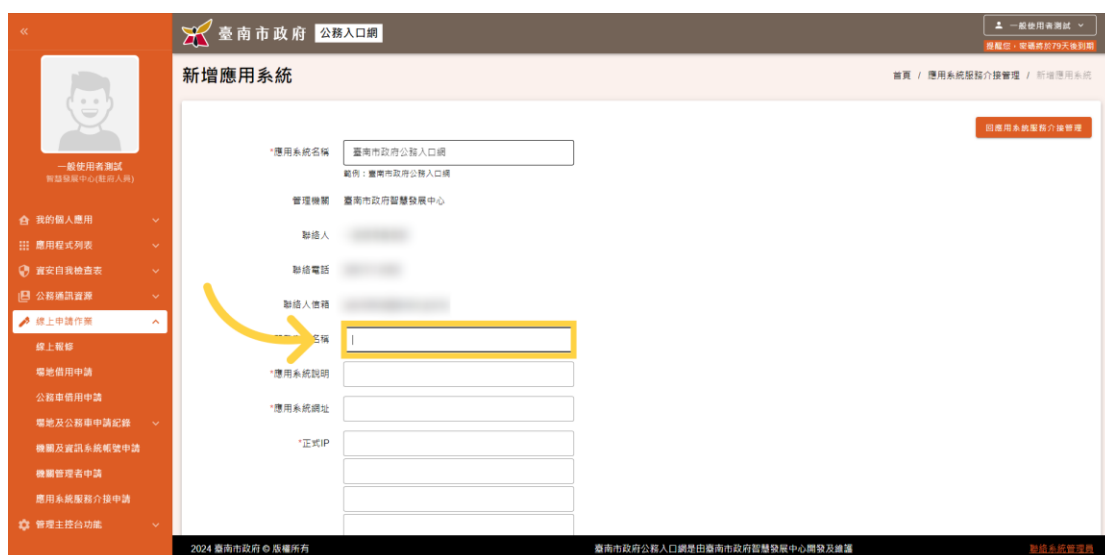 «
臺南市政府 公務入口網
一般使用者測試
提醒您，密碼將於79天後到期
新增應用系統
首頁 / 應用系統服務介接管理 / 新增應用系統
一般使用者測試
智慧發展中心(駐府人員)
我的個人應用
應用程式列表
資安自我檢查表
公務通訊資源
線上申請作業
線上報修
場地借用申請
公務車借用申請
場地及公務車申請記錄
機關及資訊系統帳號申請
機關管理者申請
應用系統服務介接申請
管理主控台功能
回應用系統服務介接管理
*應用系統名稱 臺南市政府公務入口網
範例：臺南市政府公務入口網
管理機關 臺南市政府智慧發展中心
聯絡人
聯絡電話
聯絡人信箱
名稱
*應用系統說明
*應用系統網址
*正式IP
2024 臺南市政府 © 版權所有
臺南市政府公務入口網是由臺南市政府智慧發展中心開發及維護
聯絡系統管理員